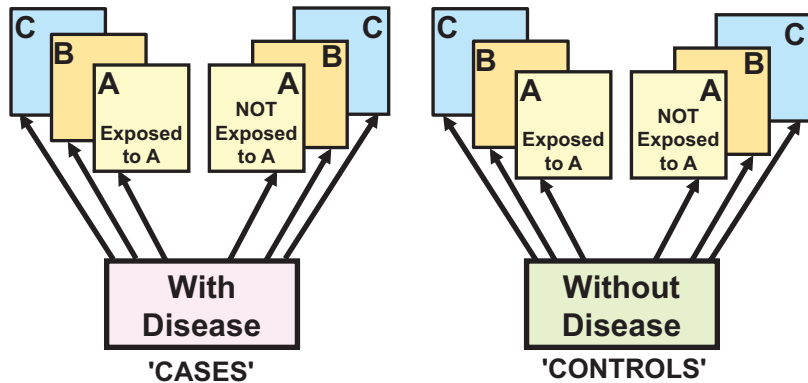 C
B
A
Exposed
to A
C
B
A
NOT
Exposed
to A
With
Disease
'CASES'
C
B
A
Exposed
to A
C
B
A
NOT
Exposed
to A
Without
Disease
'CONTROLS'